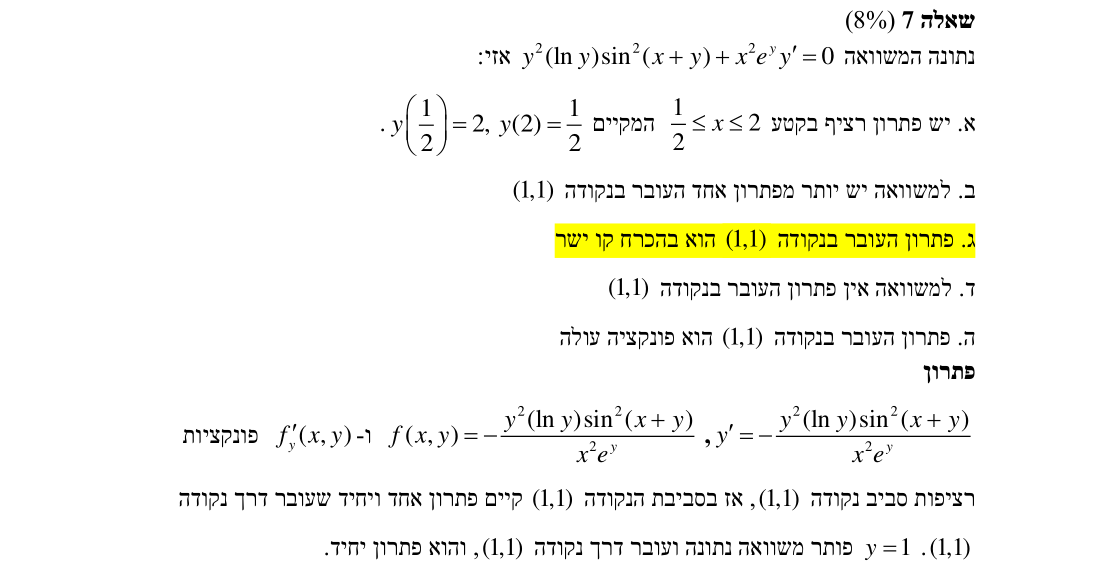 שאלה 7 (8%)
נתונה המשוואה y²(ln y)sin²(x + y) + x²eʸy′ = 0 אזי:
א. יש פתרון רציף בקטע 1/2 ≤ x ≤ 2 המקיים y(1/2) = 2, y(2) = 1/2 .
ב. למשוואה יש יותר מפתרון אחד העובר בנקודה (1,1)
ג. פתרון העובר בנקודה (1,1) הוא בהכרח קו ישר
ד. למשוואה אין פתרון העובר בנקודה (1,1)
ה. פתרון העובר בנקודה (1,1) הוא פונקציה עולה
פתרון
y′ = −y²(ln y)sin²(x + y)/x²eʸ , f(x, y) = −y²(ln y)sin²(x + y)/x²eʸ ו- f′y(x, y) פונקציות
רציפות סביב נקודה (1,1), אז בסביבת הנקודה (1,1) קיים פתרון אחד ויחיד שעובר דרך נקודה
(1,1). y = 1 פותר משוואה נתונה ועובר דרך נקודה (1,1), והוא פתרון יחיד.